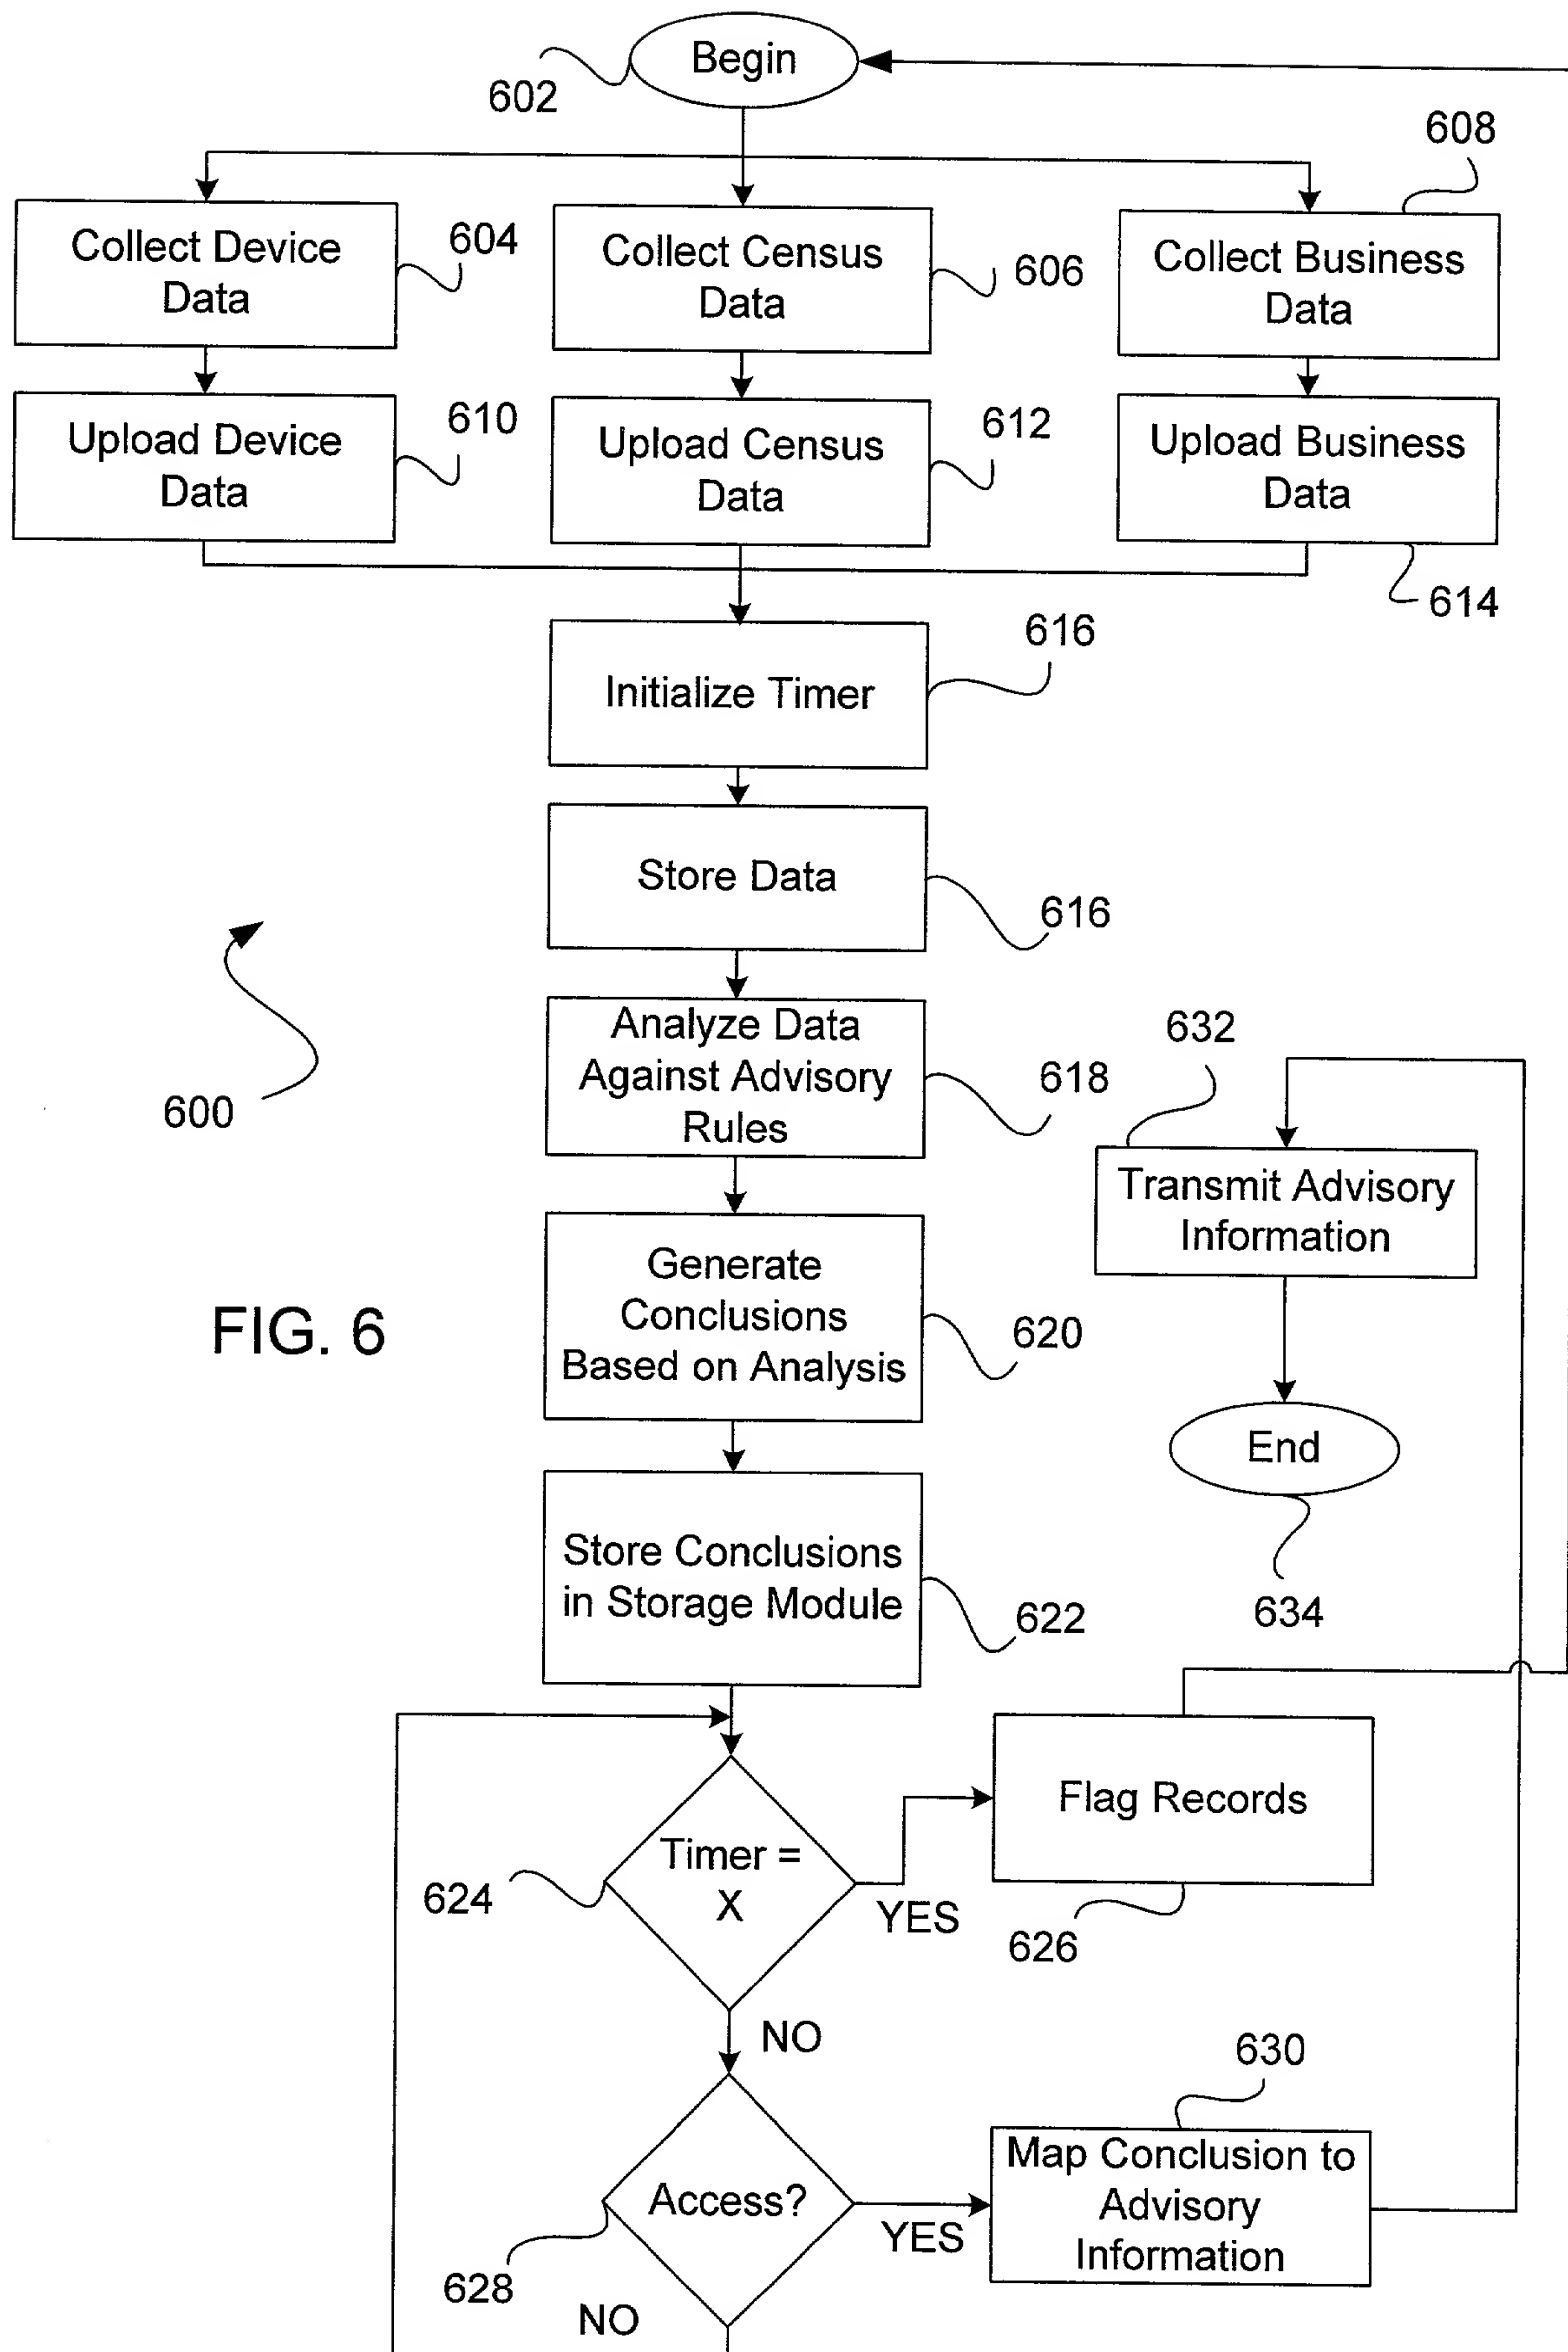 Begin
602
608
Collect Device
Data
604
Collect Census
Data
606
Collect Business
Data
Upload Device
Data
610
Upload Census
Data
612
Upload Business
Data
614
Initialize Timer
616
Store Data
616
600
Analyze Data
Against Advisory
Rules
618
632
Transmit Advisory
Information
Generate
Conclusions
Based on Analysis
620
FIG. 6
End
634
Store Conclusions
in Storage Module
622
Timer =
X
624
YES
Flag Records
626
NO
630
Access?
628
YES
Map Conclusion to
Advisory
Information
NO